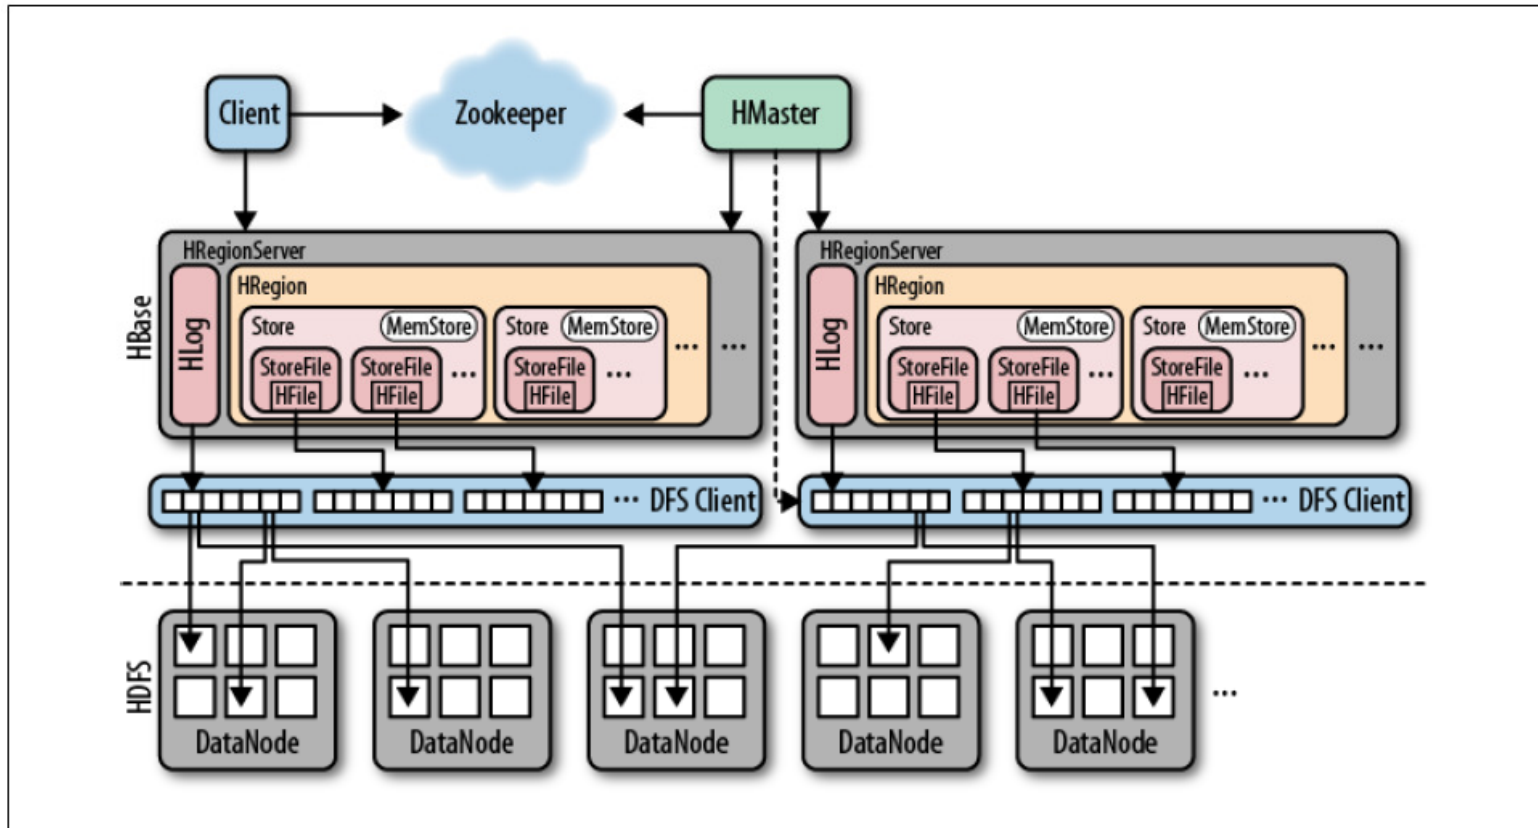 Client
Zookeeper
HMaster
HBase
HRegionServer
HLog
HRegion
Store
MemStore
StoreFile
HFile
StoreFile
HFile
...
Store
MemStore
StoreFile
HFile
...
...
...
HRegionServer
HLog
HRegion
Store
MemStore
StoreFile
HFile
StoreFile
HFile
...
Store
MemStore
StoreFile
HFile
...
...
...
... DFS Client
... DFS Client
HDFS
DataNode
DataNode
DataNode
DataNode
DataNode
...